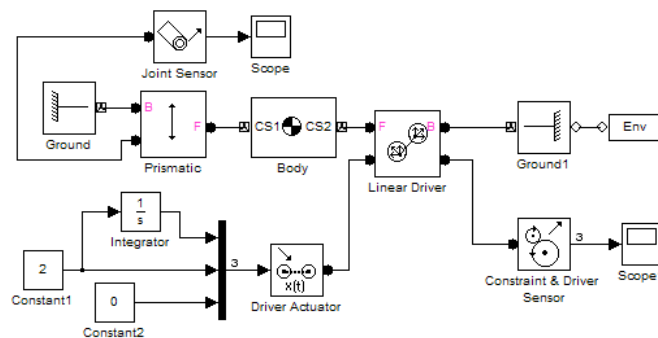 Joint Sensor
Scope
Ground
B
F
Prismatic
CS1 CS2
Body
F B
Linear Driver
Ground1
Env
1
s
Integrator
2
Constant1
0
Constant2
3
x(t)
Driver Actuator
3
Constraint & Driver
Sensor
Scope